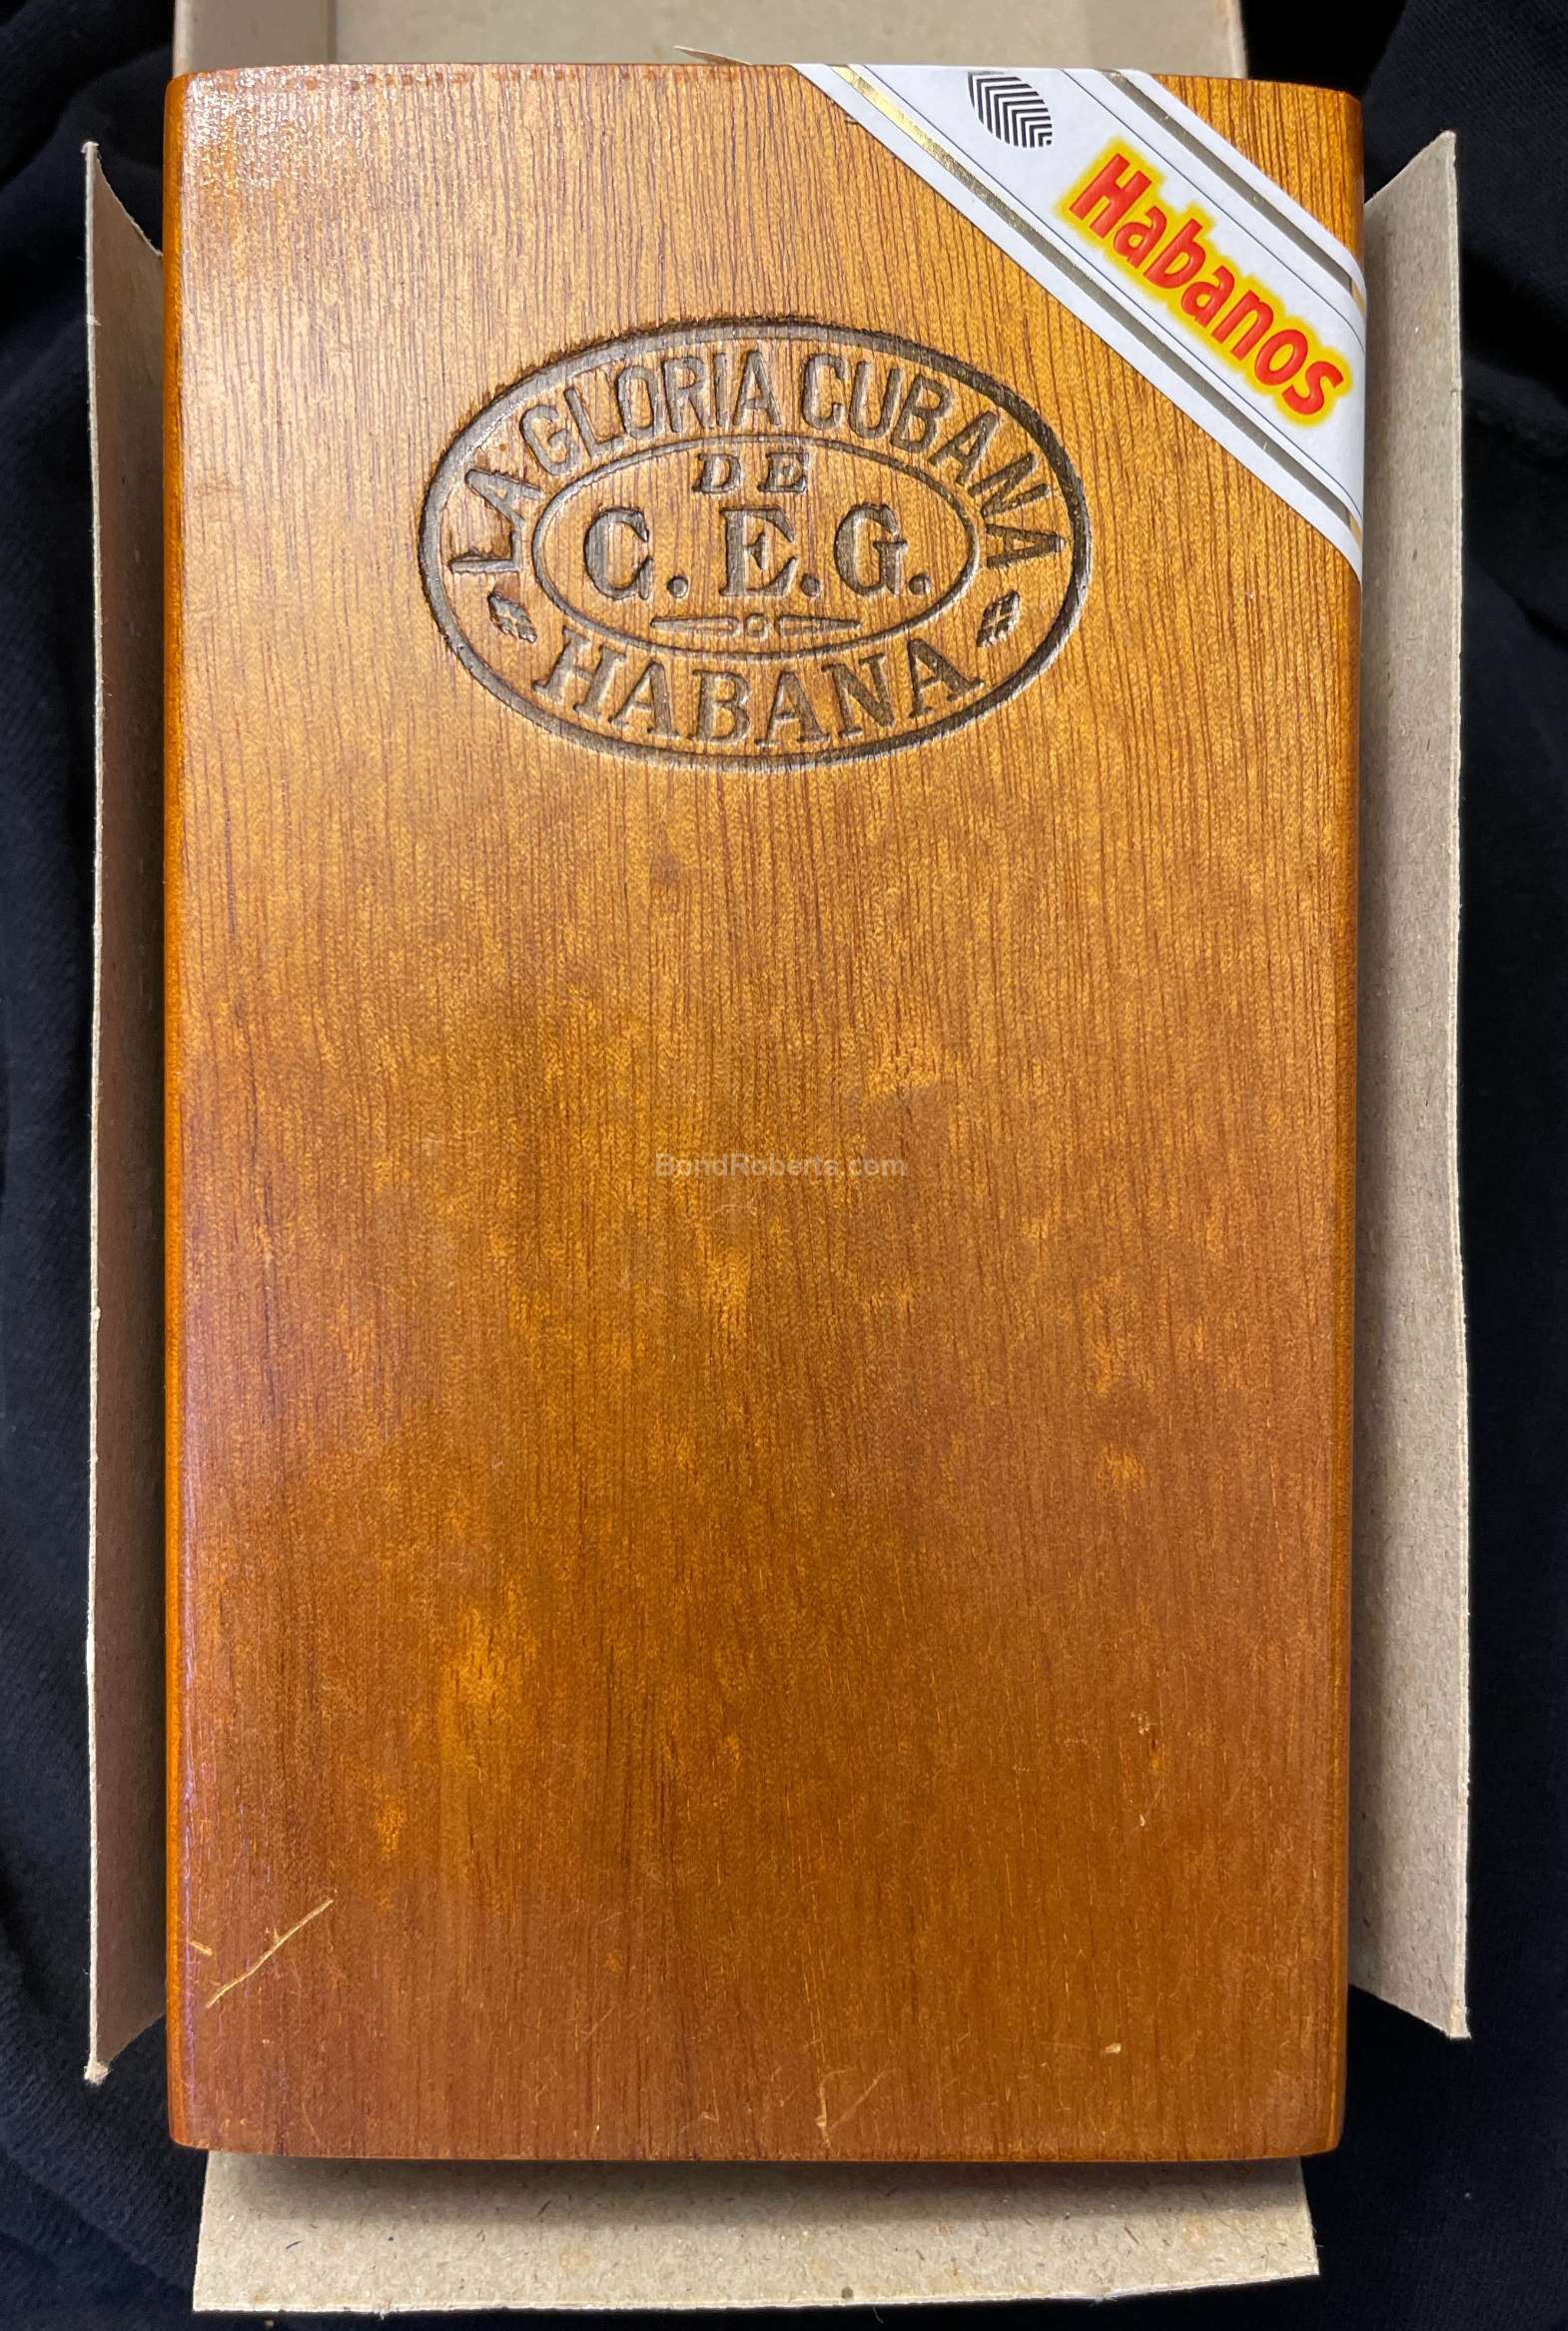 Habanos
LA GLORIA CUBANA
DE
C.E.G.
HABANA
BondRoberts.com